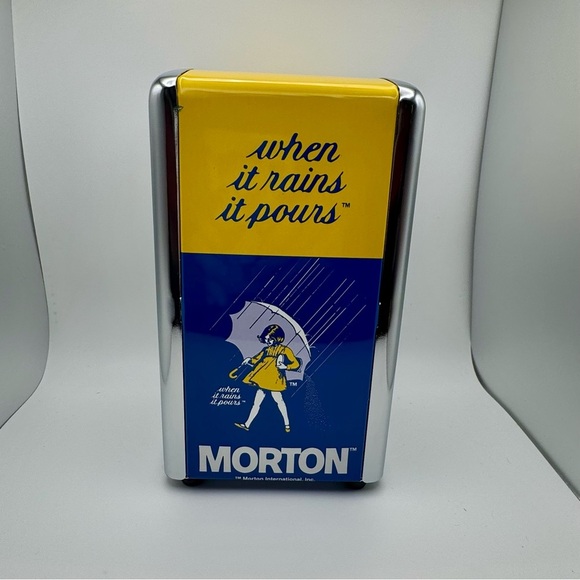 when
it rains
it pours™
when
it rains
it pours™
™
MORTON™
™ Morton International, Inc.